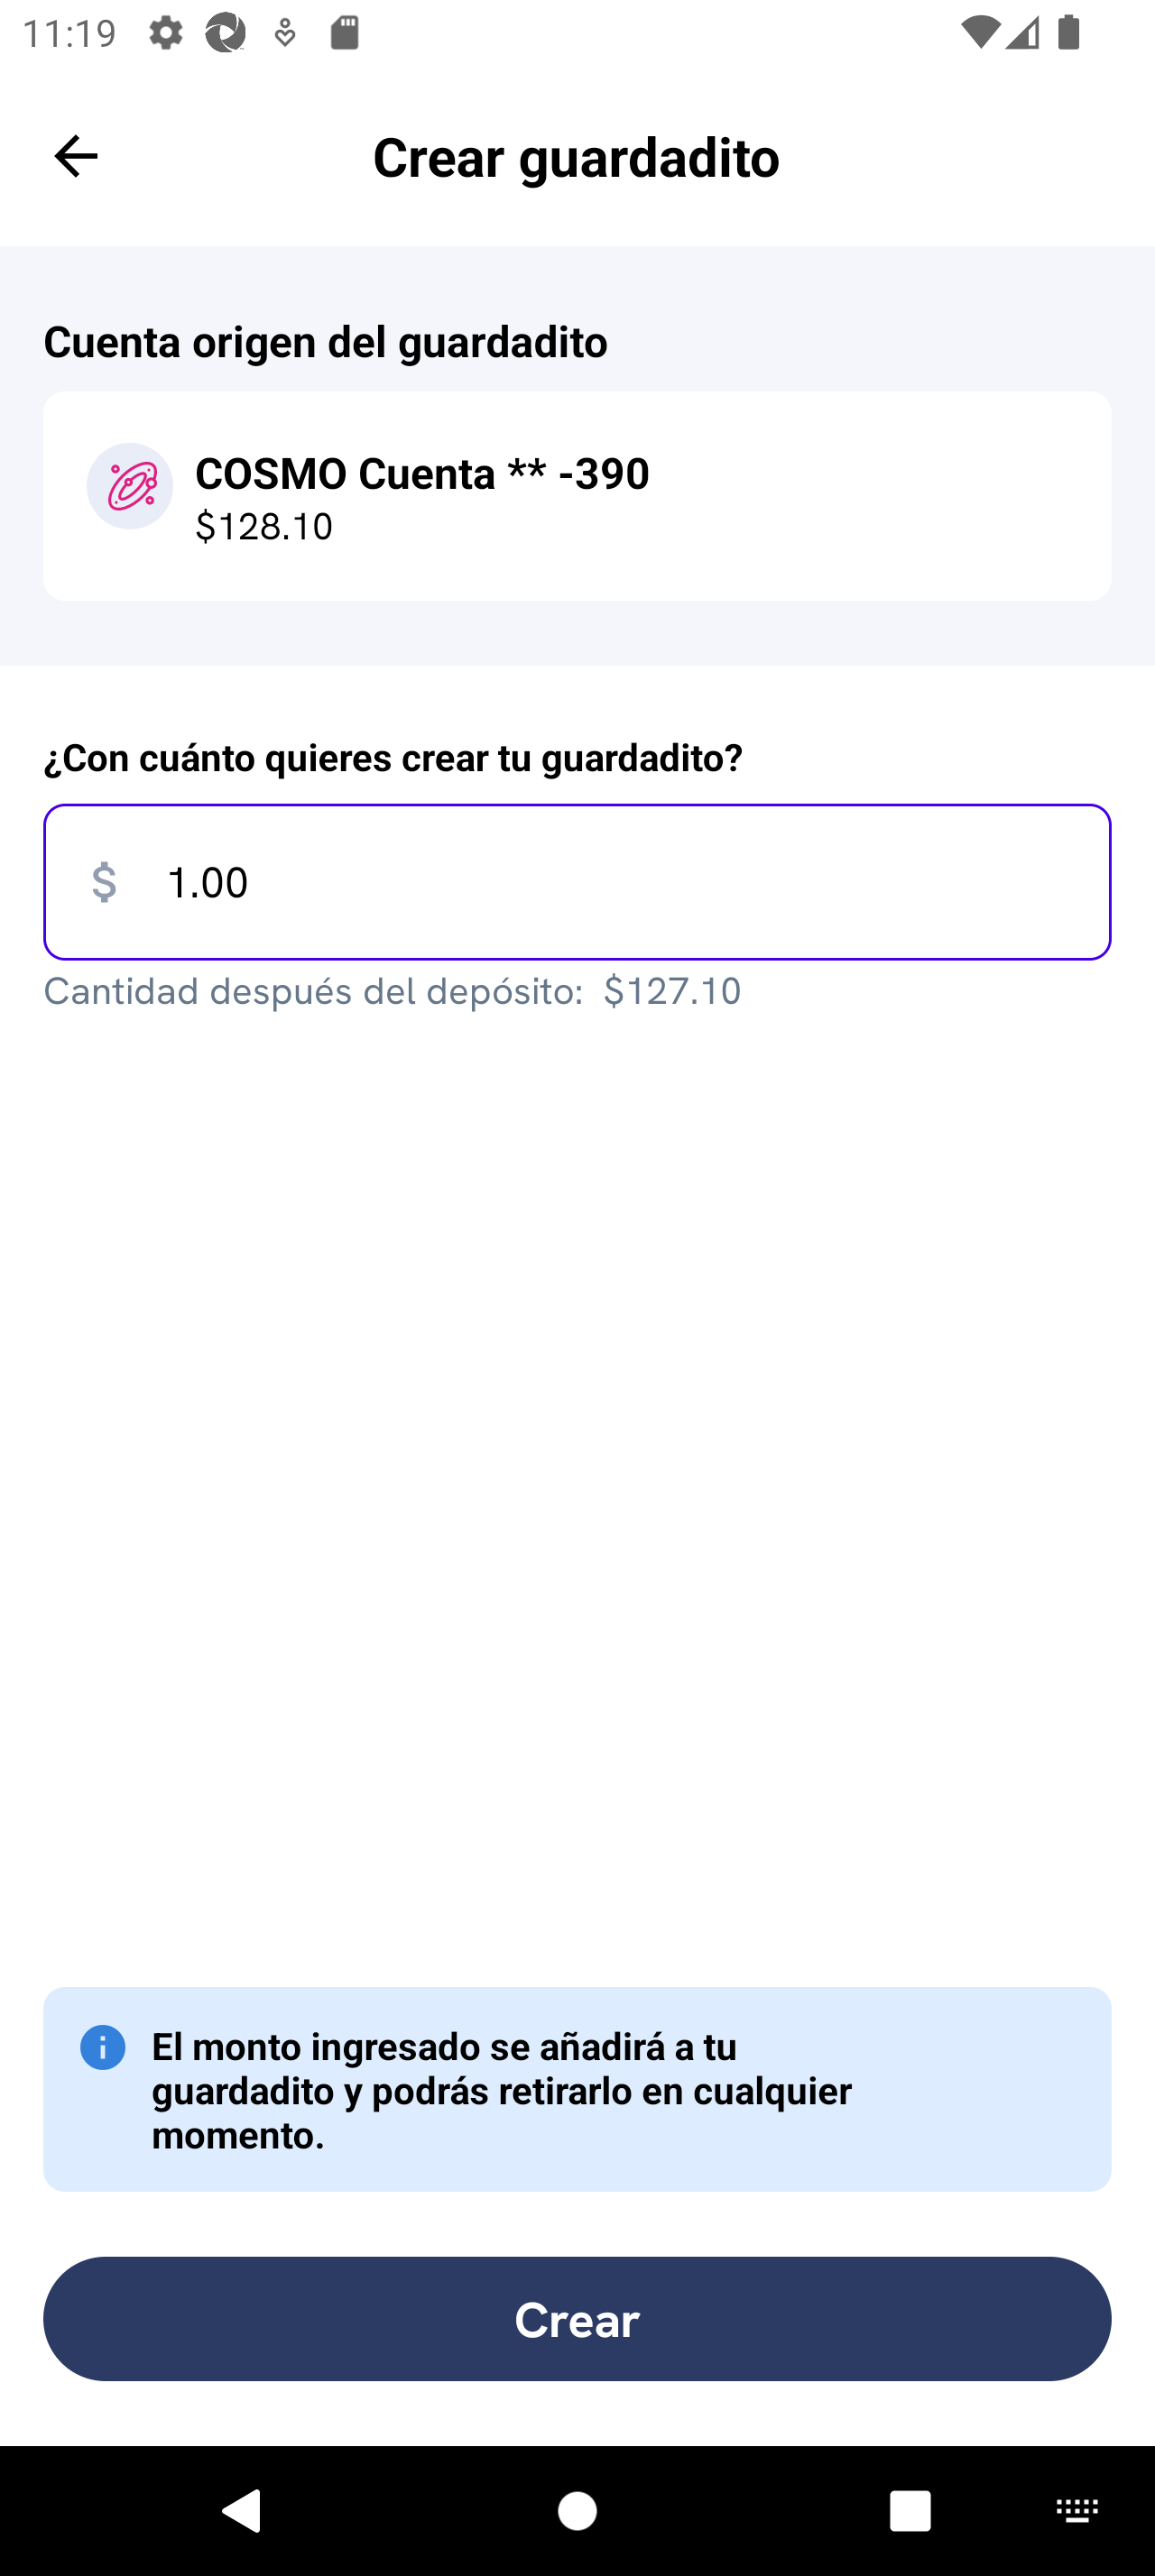 11:19
Crear guardadito
Cuenta origen del guardadito
COSMO Cuenta ** -390
$128.10
¿Con cuánto quieres crear tu guardadito?
$ 1.00
Cantidad después del depósito: $127.10
El monto ingresado se añadirá a tu
guardadito y podrás retirarlo en cualquier
momento.
Crear